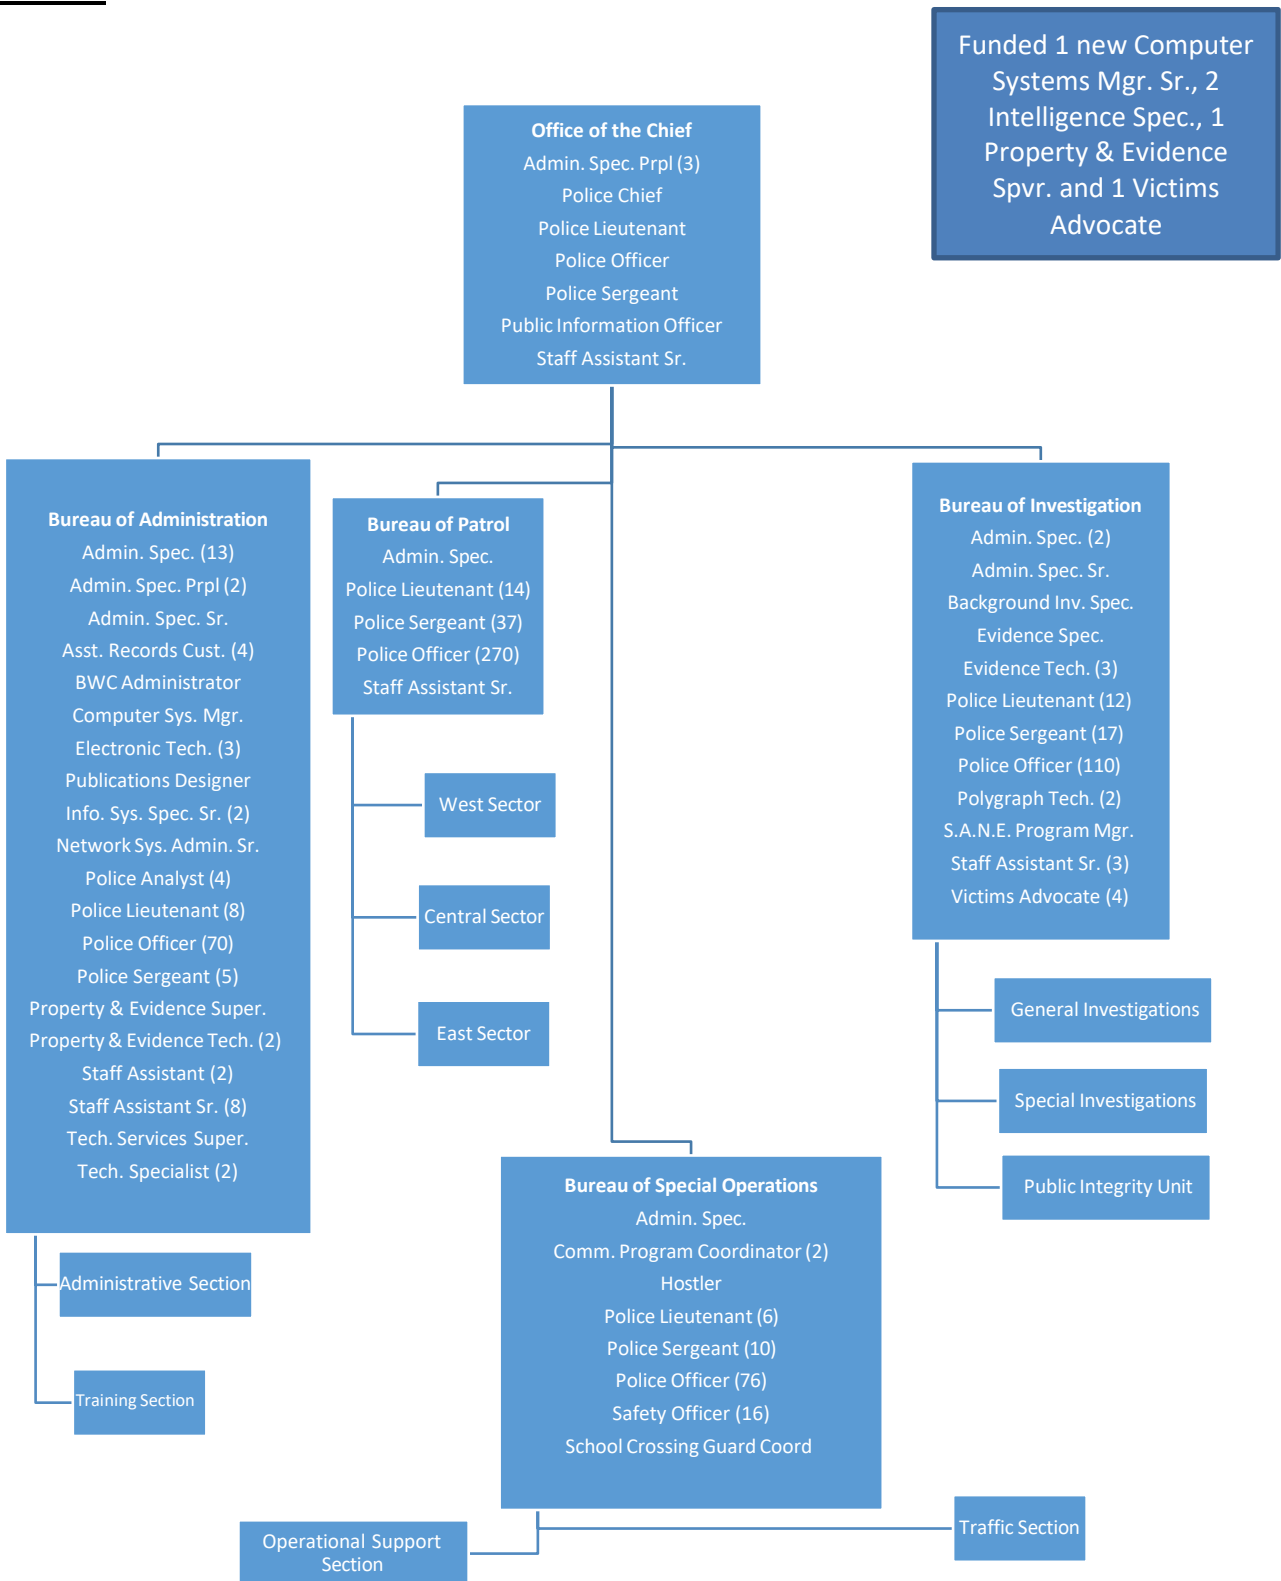 Funded 1 new Computer
Systems Mgr. Sr., 2
Intelligence Spec., 1
Property & Evidence
Spvr. and 1 Victims
Advocate
Office of the Chief
Admin. Spec. Prpl (3)
Police Chief
Police Lieutenant
Police Officer
Police Sergeant
Public Information Officer
Staff Assistant Sr.
Bureau of Administration
Admin. Spec. (13)
Admin. Spec. Prpl (2)
Admin. Spec. Sr.
Asst. Records Cust. (4)
BWC Administrator
Computer Sys. Mgr.
Electronic Tech. (3)
Publications Designer
Info. Sys. Spec. Sr. (2)
Network Sys. Admin. Sr.
Police Analyst (4)
Police Lieutenant (8)
Police Officer (70)
Police Sergeant (5)
Property & Evidence Super.
Property & Evidence Tech. (2)
Staff Assistant (2)
Staff Assistant Sr. (8)
Tech. Services Super.
Tech. Specialist (2)
Administrative Section
Training Section
Bureau of Patrol
Admin. Spec.
Police Lieutenant (14)
Police Sergeant (37)
Police Officer (270)
Staff Assistant Sr.
West Sector
Central Sector
East Sector
Bureau of Special Operations
Admin. Spec.
Comm. Program Coordinator (2)
Hostler
Police Lieutenant (6)
Police Sergeant (10)
Police Officer (76)
Safety Officer (16)
School Crossing Guard Coord
Operational Support
Section
Traffic Section
Bureau of Investigation
Admin. Spec. (2)
Admin. Spec. Sr.
Background Inv. Spec.
Evidence Spec.
Evidence Tech. (3)
Police Lieutenant (12)
Police Sergeant (17)
Police Officer (110)
Polygraph Tech. (2)
S.A.N.E. Program Mgr.
Staff Assistant Sr. (3)
Victims Advocate (4)
General Investigations
Special Investigations
Public Integrity Unit